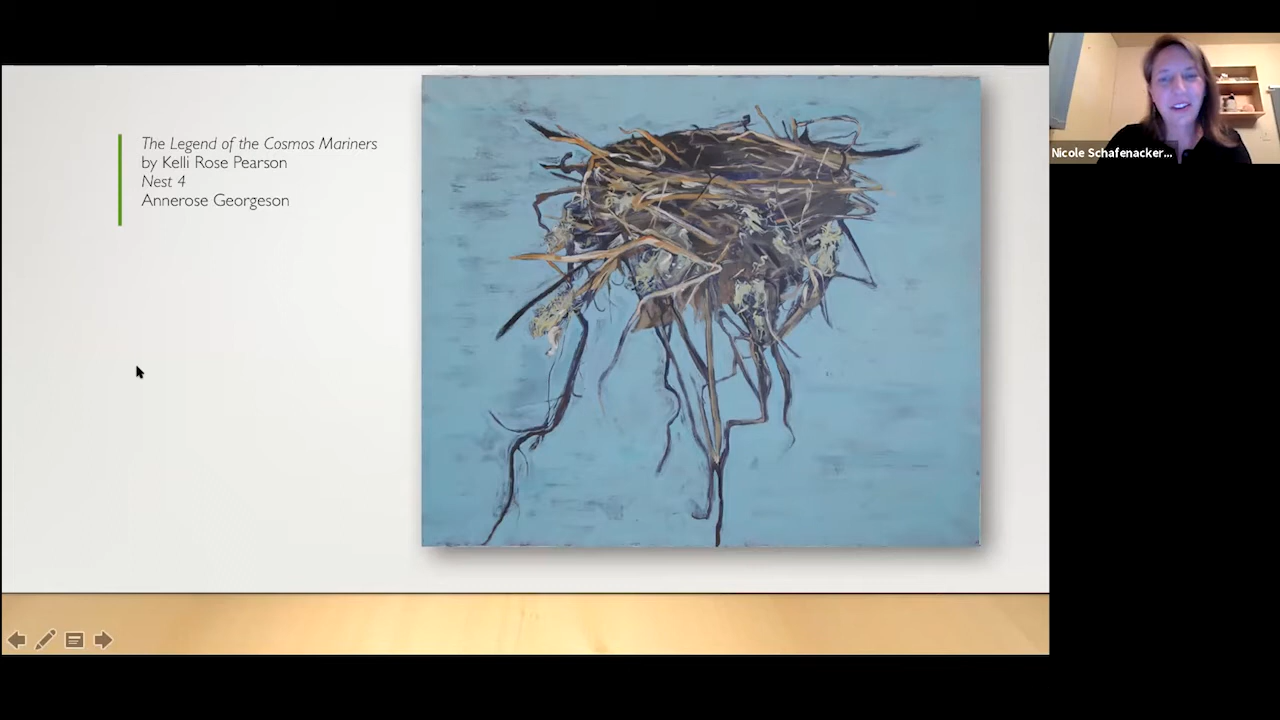 The Legend of the Cosmos Mariners
by Kelli Rose Pearson
Nest 4
Annerose Georgeson
Nicole Schafenacker...